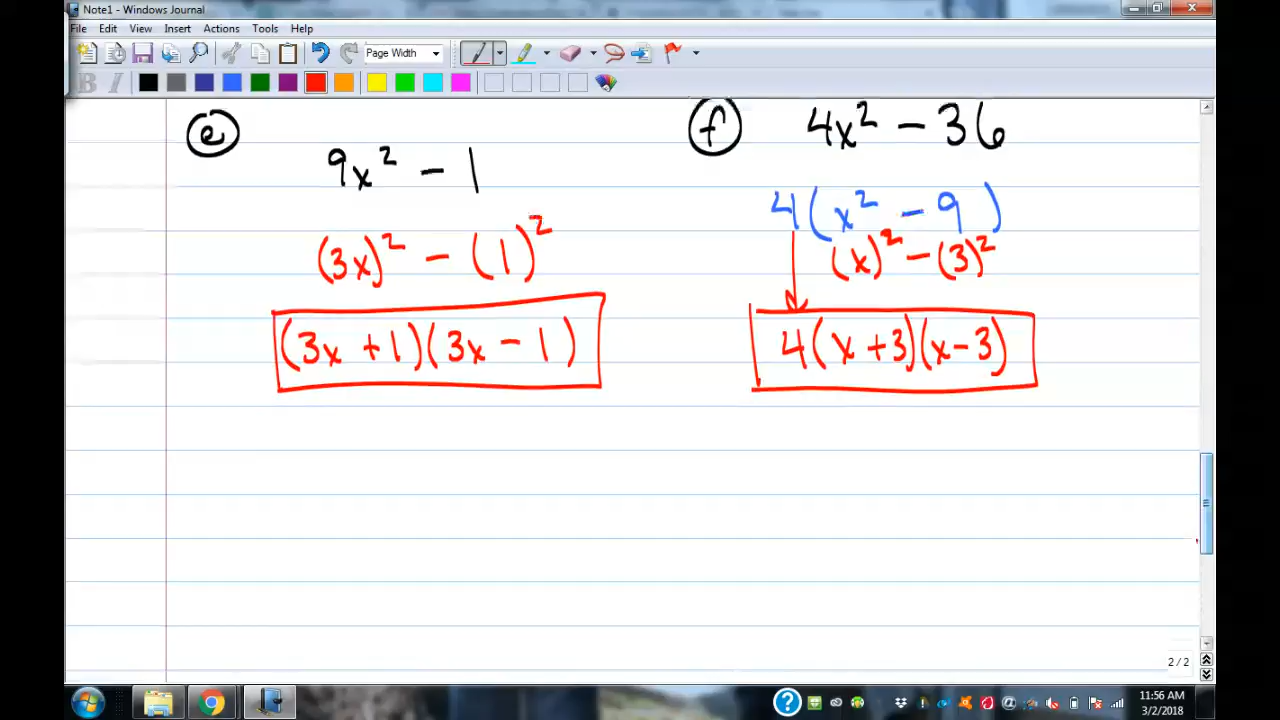 Note1 - Windows Journal
File Edit View Insert Actions Tools Help
Page Width
B I
e
9x² - 1
(3x)² - (1)²
(3x + 1)(3x - 1)
f
4x² - 36
4(x² - 9)
(x)² - (3)²
4(x + 3)(x - 3)
2/2
11:56 AM
3/2/2018